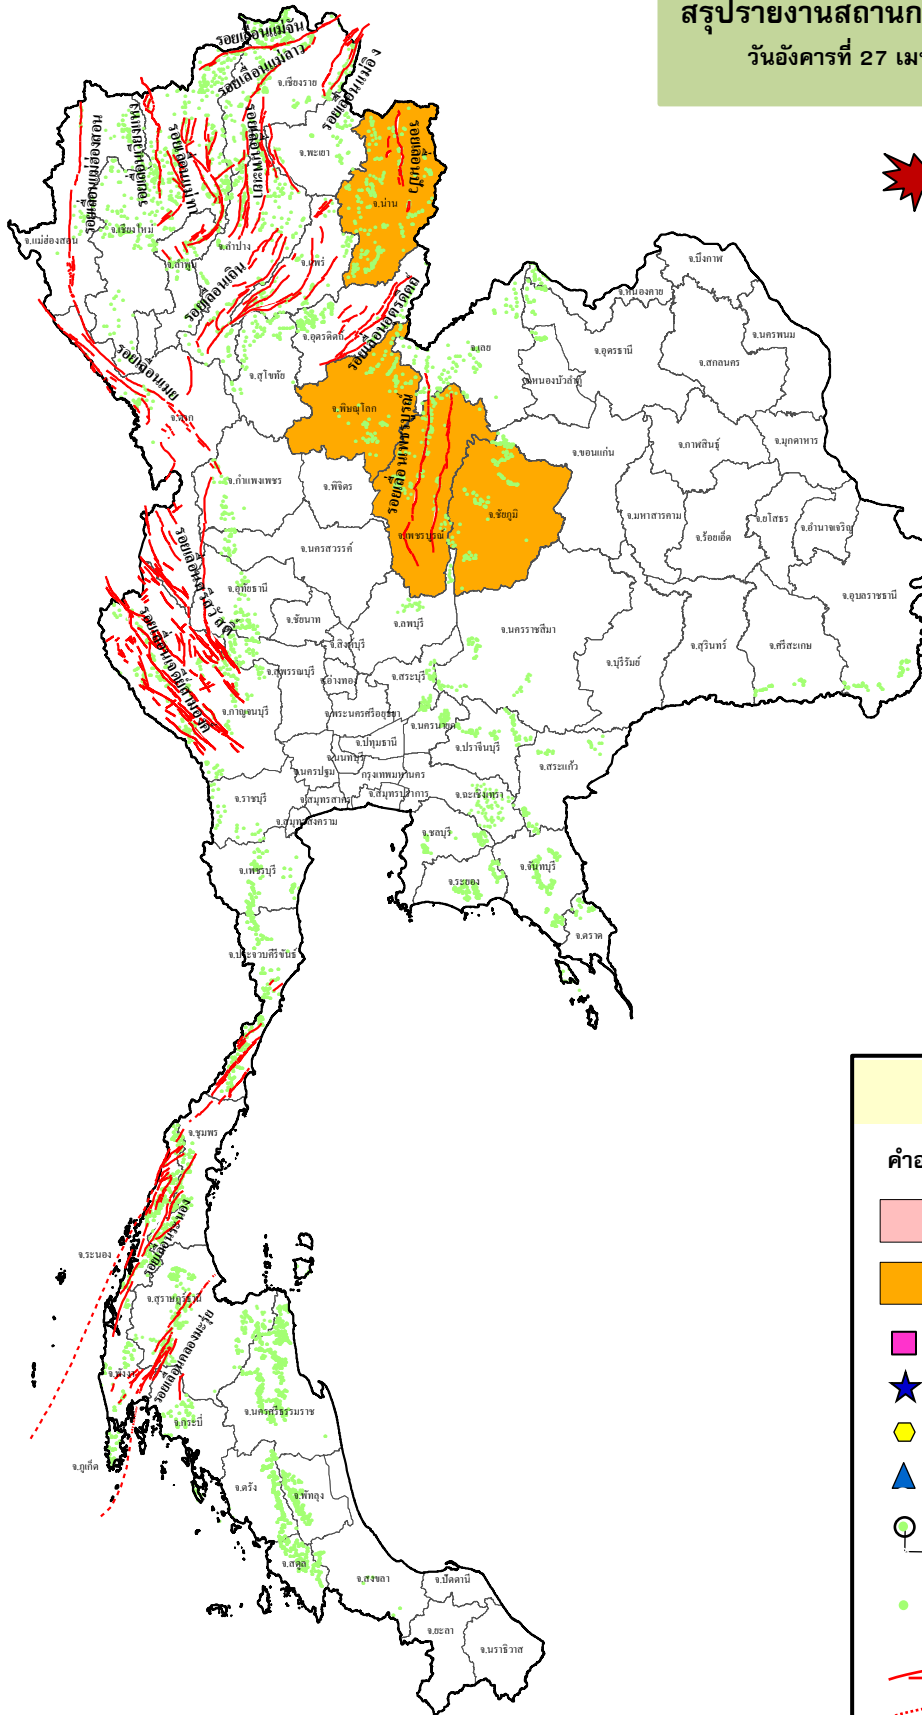 สรุปรายงานสถานก
วันอังคารที่ 27 เมษ
รอยเลื่อนแม่จัน
รอยเลื่อนแม่ลาว
จ.เชียงราย
รอยเลื่อนแม่อิง
จ.พะเยา
รอยเลื่อนพะเยา
รอยเลื่อนแม่ทา
รอยเลื่อนแม่ฮ่องสอน
รอยเลื่อนปัว
จ.น่าน
จ.แม่ฮ่องสอน
จ.เชียงใหม่
จ.ลำพูน
จ.ลำปาง
จ.แพร่
รอยเลื่อนเถิน
จ.อุตรดิตถ์
รอยเลื่อนอุตรดิตถ์
จ.บึงกาฬ
จ.หนองคาย
จ.นครพนม
จ.เลย
จ.อุดรธานี
จ.สกลนคร
จ.หนองบัวลำภู
รอยเลื่อนเมย
จ.ตาก
จ.สุโขทัย
จ.พิษณุโลก
รอยเลื่อนเพชรบูรณ์
จ.ขอนแก่น
จ.กาฬสินธุ์
จ.มุกดาหาร
จ.กำแพงเพชร
จ.พิจิตร
จ.เพชรบูรณ์
จ.ชัยภูมิ
จ.มหาสารคาม
จ.ร้อยเอ็ด
จ.ยโสธร
จ.อำนาจเจริญ
จ.นครสวรรค์
รอยเลื่อนศรีสวัสดิ์
จ.อุทัยธานี
จ.ชัยนาท
จ.ลพบุรี
จ.นครราชสีมา
จ.บุรีรัมย์
จ.สุรินทร์
จ.ศรีสะเกษ
จ.อุบลราชธานี
รอยเลื่อนเจดีย์สามองค์
จ.สิงห์บุรี
จ.สุพรรณบุรี
จ.อ่างทอง
จ.สระบุรี
จ.กาญจนบุรี
จ.พระนครศรีอยุธยา
จ.นครนายก
จ.ปทุมธานี
จ.ปราจีนบุรี
จ.นนทบุรี
จ.สระแก้ว
จ.นครปฐม
กรุงเทพมหานคร
จ.ราชบุรี
จ.สมุทรสาคร
จ.สมุทรปราการ
จ.ฉะเชิงเทรา
จ.สมุทรสงคราม
จ.ชลบุรี
จ.เพชรบุรี
จ.ระยอง
จ.จันทบุรี
จ.ตราด
จ.ประจวบคีรีขันธ์
จ.ชุมพร
จ.ระนอง
รอยเลื่อนระนอง
จ.สุราษฎร์ธานี
รอยเลื่อนคลองมะรุ่ย
จ.พังงา
จ.กระบี่
จ.นครศรีธรรมราช
จ.ภูเก็ต
จ.ตรัง
จ.พัทลุง
จ.สตูล
จ.สงขลา
จ.ปัตตานี
จ.ยะลา
จ.นราธิวาส
คำอ